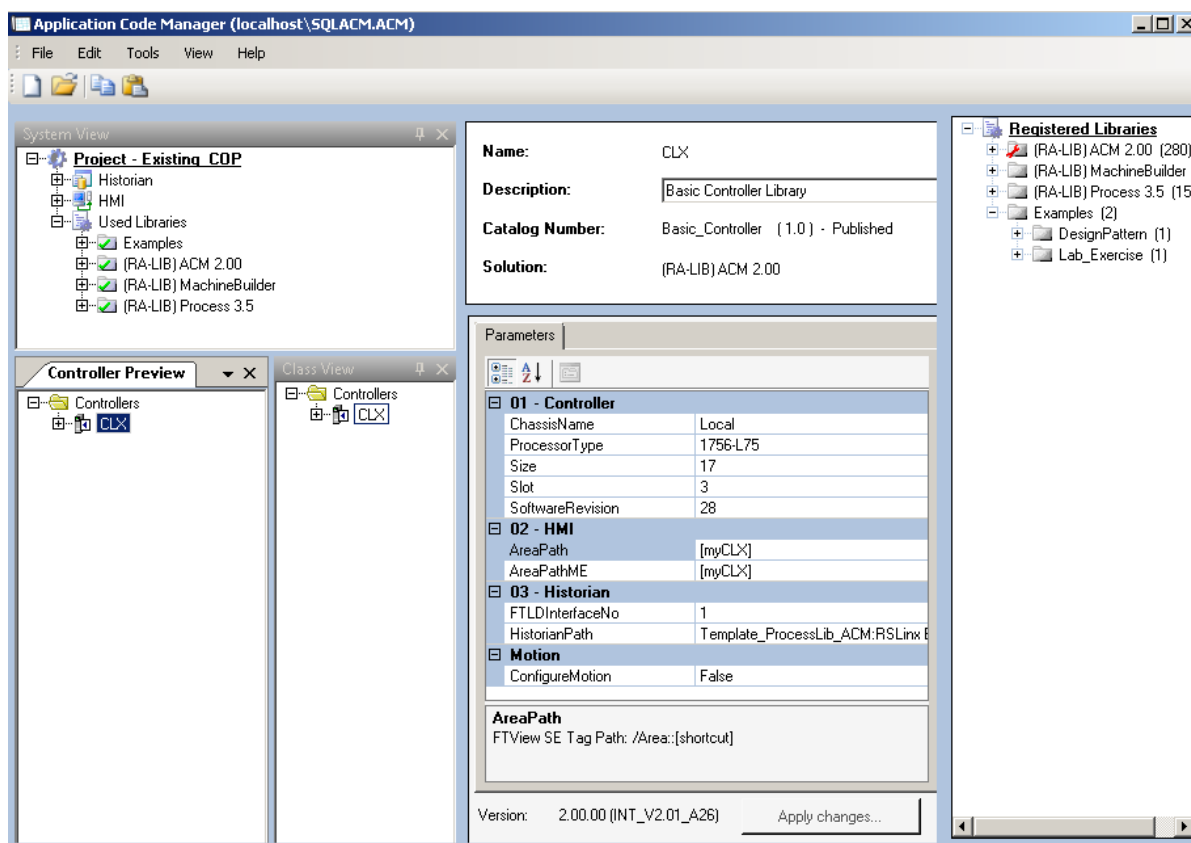 Application Code Manager (localhost\SQLACM.ACM)
File Edit Tools View Help
System View
Project - Existing_COP
Historian
HMI
Used Libraries
Examples
(RA-LIB) ACM 2.00
(RA-LIB) MachineBuilder
(RA-LIB) Process 3.5
Controller Preview
Controllers
CLX
Class View
Controllers
CLX
Name: CLX
Description: Basic Controller Library
Catalog Number: Basic_Controller (1.0) - Published
Solution: (RA-LIB) ACM 2.00
Parameters
01 - Controller
ChassisName Local
ProcessorType 1756-L75
Size 17
Slot 3
SoftwareRevision 28
02 - HMI
AreaPath [myCLX]
AreaPathME [myCLX]
03 - Historian
FTLDInterfaceNo 1
HistorianPath Template_ProcessLib_ACM:RSLinx E
Motion
ConfigureMotion False
AreaPath
FTView SE Tag Path: /Area::[shortcut]
Version: 2.00.00 (INT_V2.01_A26)
Apply changes...
Registered Libraries
(RA-LIB) ACM 2.00 (280)
(RA-LIB) MachineBuilder
(RA-LIB) Process 3.5 (15
Examples (2)
DesignPattern (1)
Lab_Exercise (1)